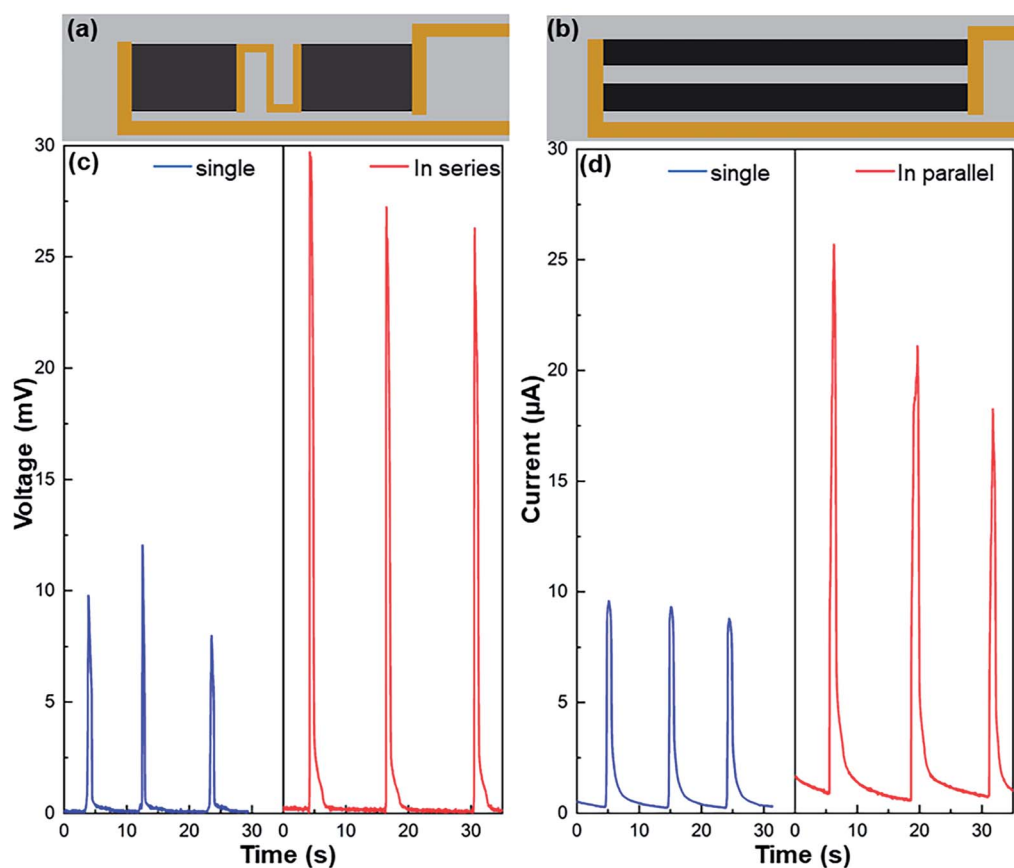 (a)
(b)
(c)
single
In series
30
25
20
15
10
5
0
Voltage (mV)
0 10 20 30 0 10 20 30
Time (s)
(d)
single
In parallel
30
25
20
15
10
5
0
Current (µA)
0 10 20 30 0 10 20 30
Time (s)